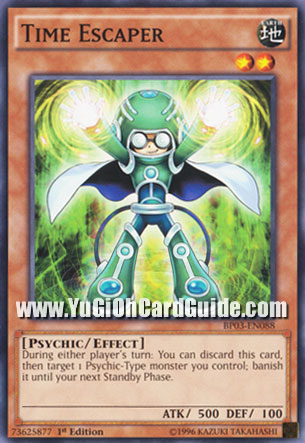 Time Escaper
EARTH
地
www.YuGiOhCardGuide.com
BP03-EN088
[Psychic/Effect]
During either player's turn: You can discard this card,
then target 1 Psychic-Type monster you control; banish
it until your next Standby Phase.
ATK/ 500 DEF/ 100
73625877 1st Edition ©1996 KAZUKI TAKAHASHI